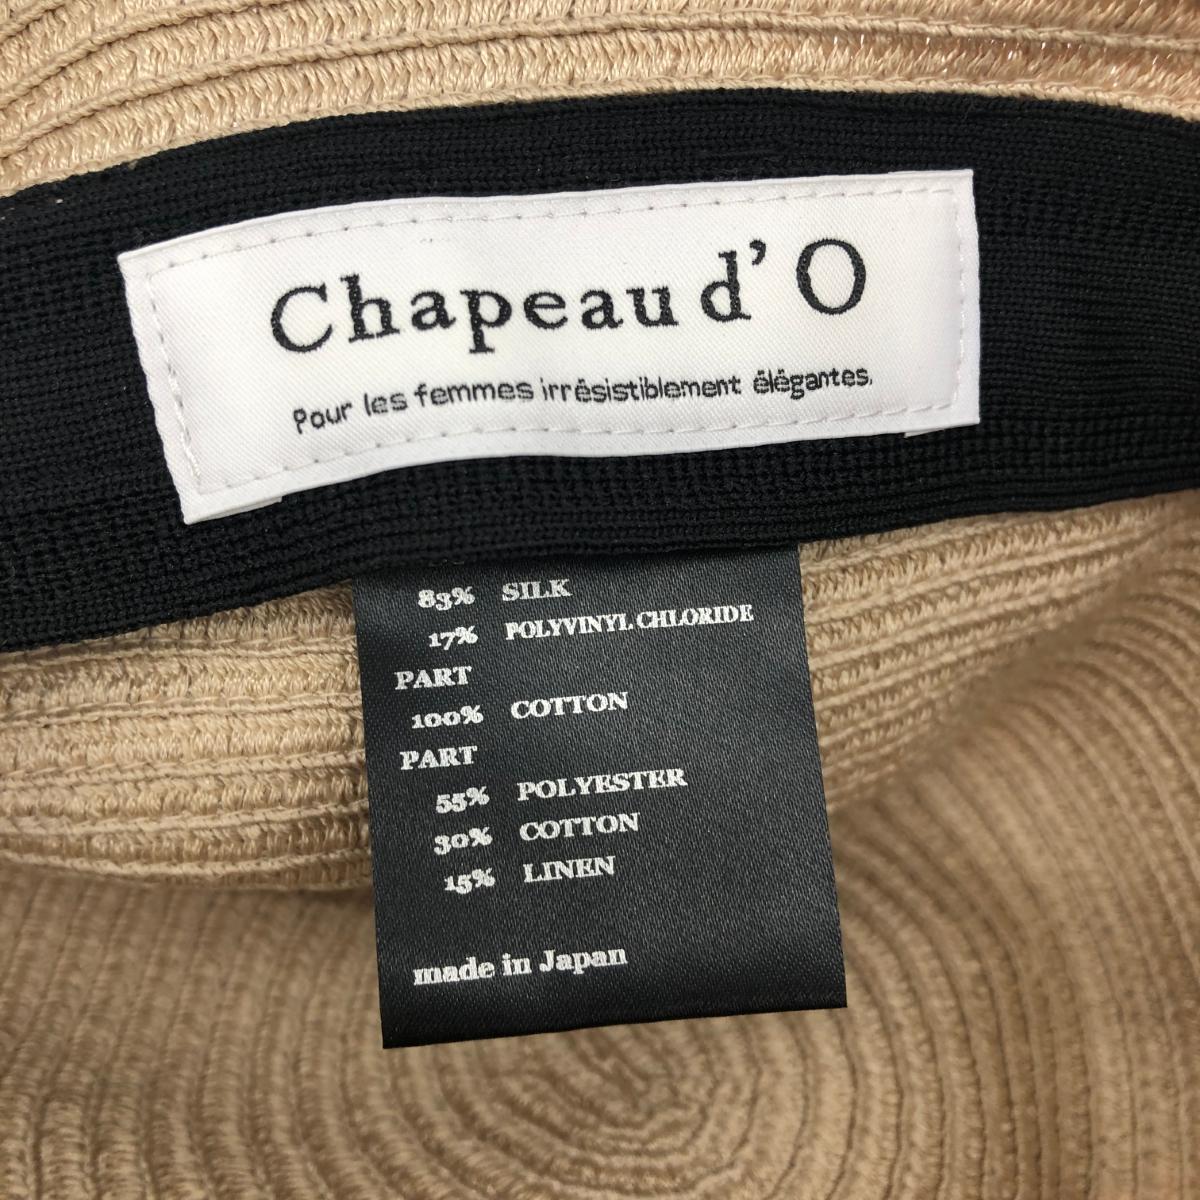 Chapeau d' O
Pour les femmes irrésistiblement élégantes.
83% SILK
17% POLYVINYL CHLORIDE
PART
100% COTTON
PART
55% POLYESTER
30% COTTON
15% LINEN
made in Japan